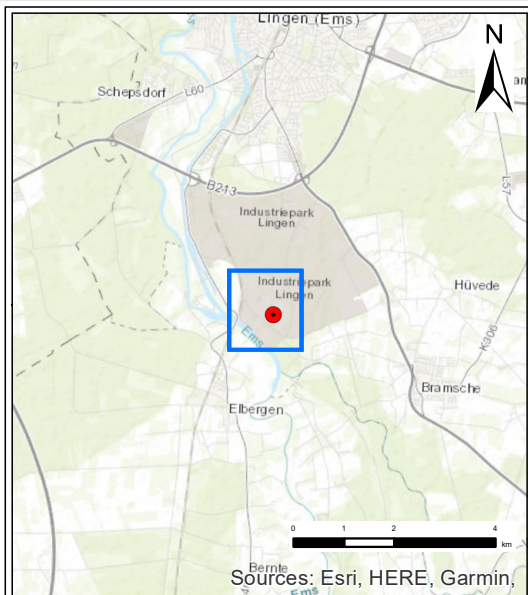 Lingen (Ems)
N
Schepsdorf
L60
B213
L57
Industriepark
Lingen
Industriepark
Lingen
Hüvede
K306
Ems
Bramsche
Elbergen
0 1 2 4
km
Bernte
Sources: Esri, HERE, Garmin,
Ems